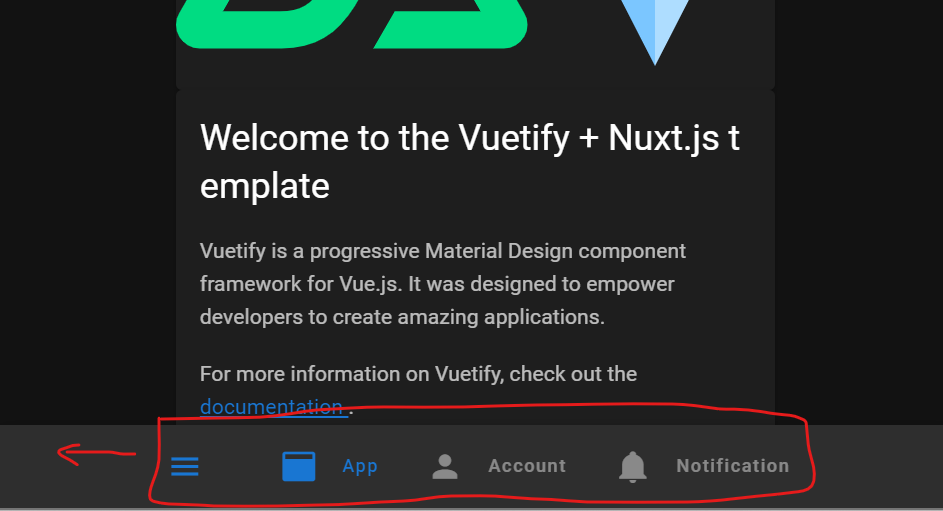 Welcome to the Vuetify + Nuxt.js t
emplate
Vuetify is a progressive Material Design component
framework for Vue.js. It was designed to empower
developers to create amazing applications.
For more information on Vuetify, check out the
documentation .
App Account Notification